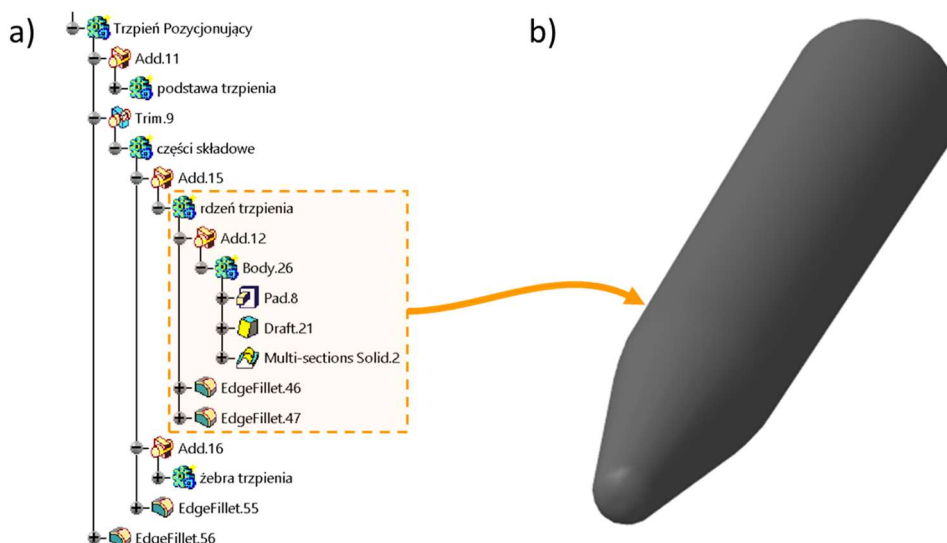 a)
b)
Trzpień Pozycjonujący
Add.11
podstawa trzpienia
Trim.9
części składowe
Add.15
rdzeń trzpienia
Add.12
Body.26
Pad.8
Draft.21
Multi-sections Solid.2
EdgeFillet.46
EdgeFillet.47
Add.16
żebra trzpienia
EdgeFillet.55
EdgeFillet.56